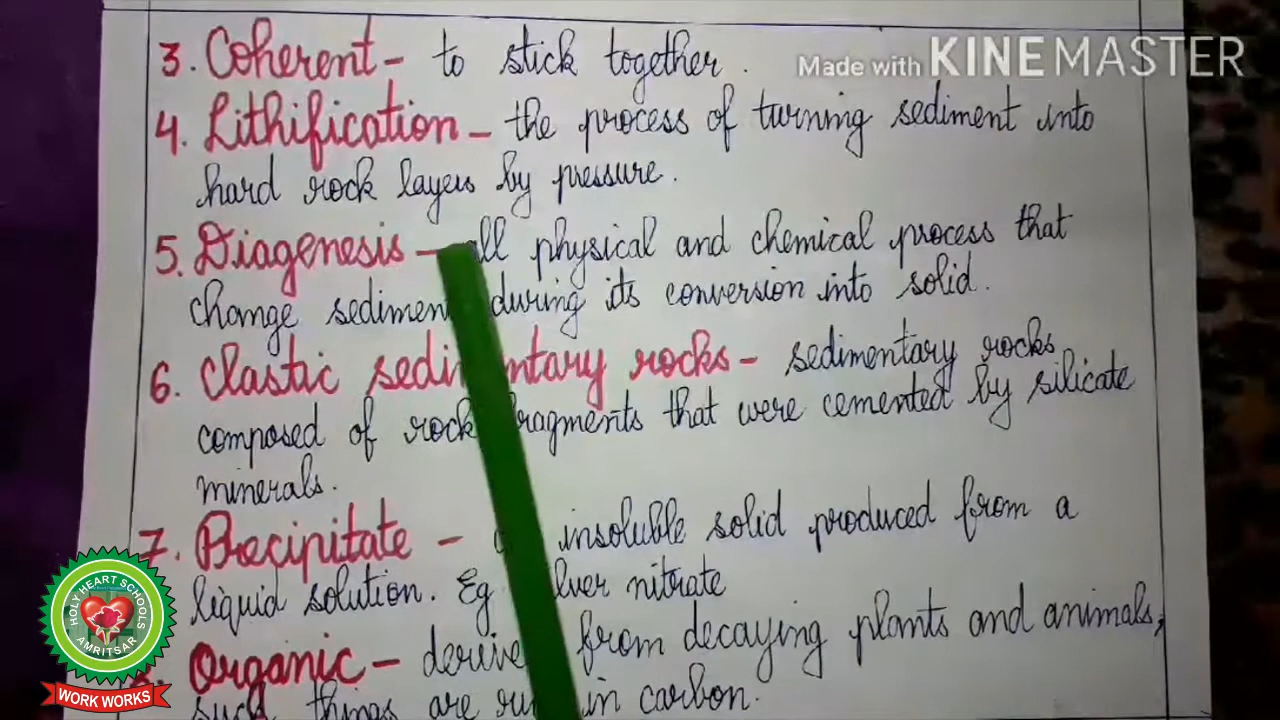 Made with KINEMASTER
3. Coherent - to stick together.
4. Lithification - the process of turning sediment into
hard rock layers by pressure.
5. Diagenesis - all physical and chemical process that
change sediment during its conversion into solid.
6. Clastic sedimentary rocks - sedimentary rocks
composed of rock fragments that were cemented by silicate
minerals.
7. Precipitate - insoluble solid produced from a
liquid solution. Eg nitrate
Organic - from decaying plants and animals,
such things are in carbon.
HOLY HEART SCHOOLS
AMRITSAR
WORK WORKS